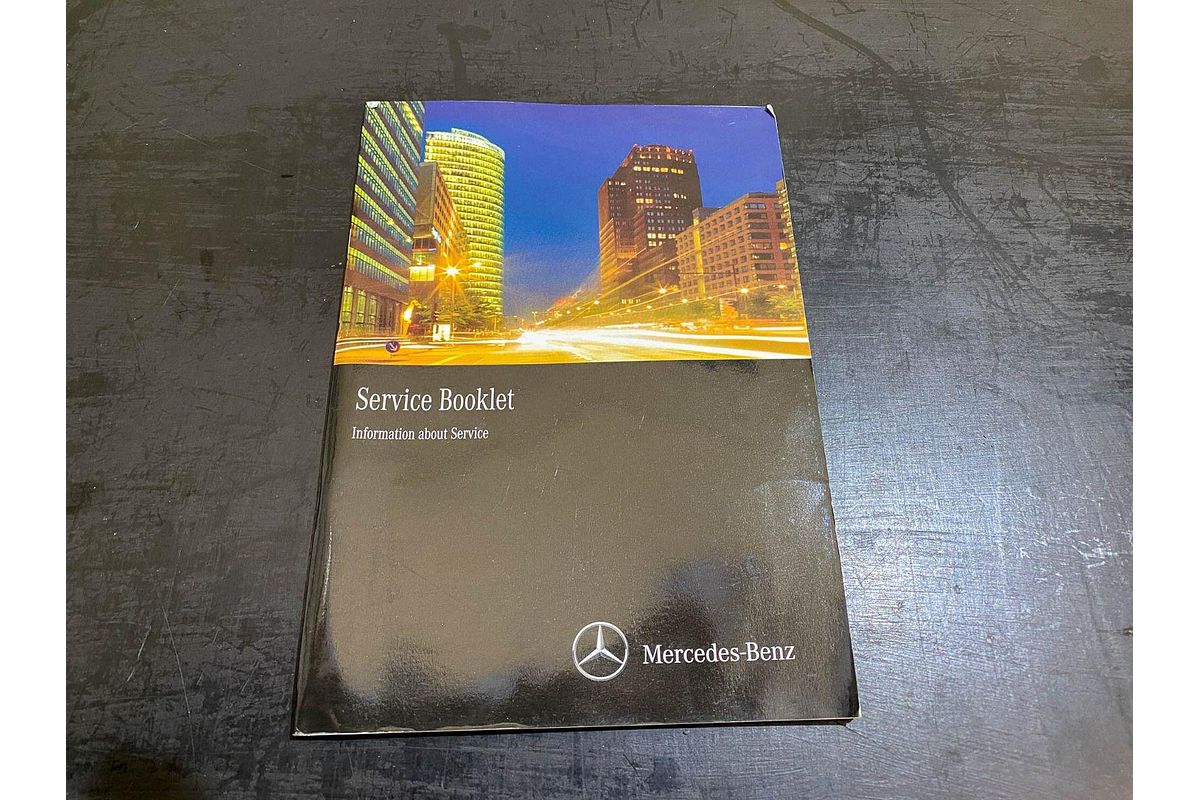 Service Booklet
Information about Service
Mercedes-Benz